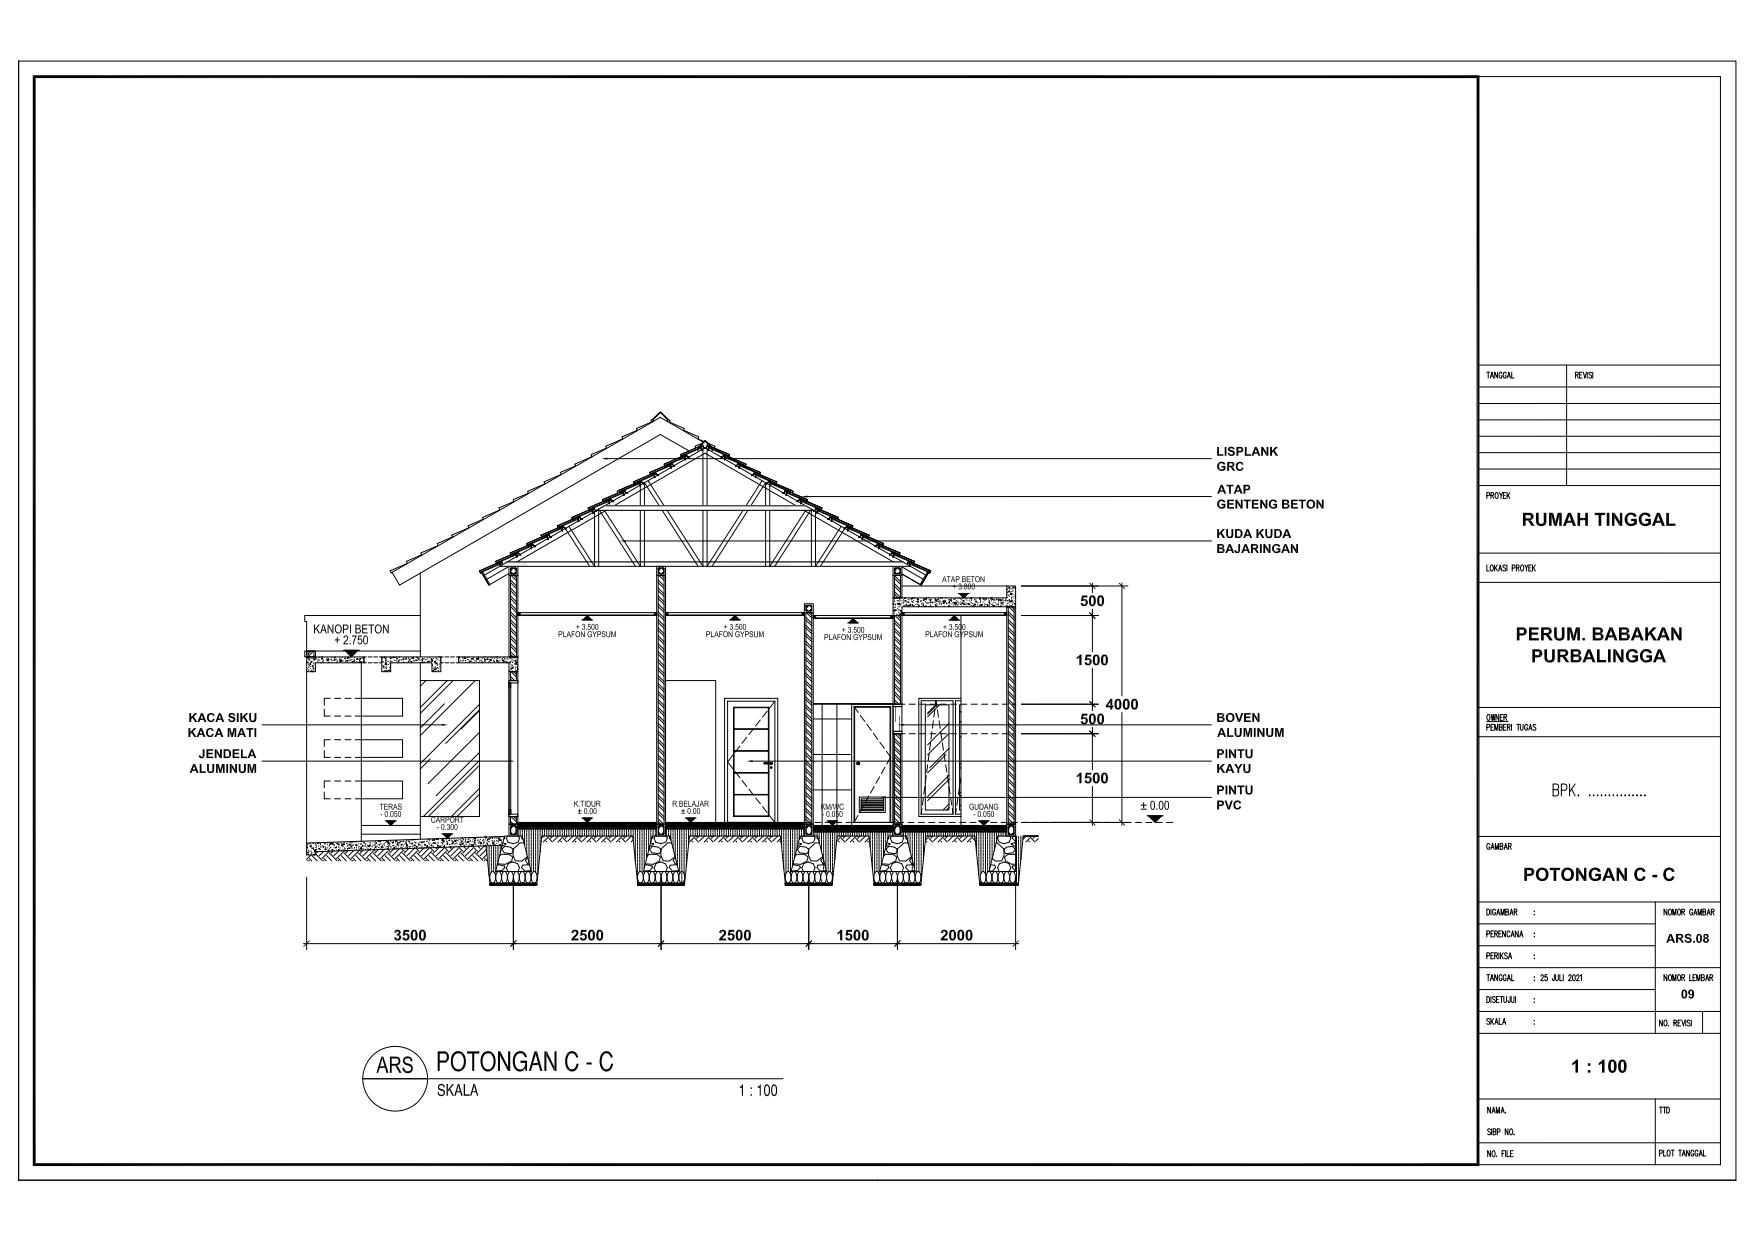 LISPLANK
GRC
ATAP
GENTENG BETON
KUDA KUDA
BAJARINGAN
ATAP BETON
+ 3.800
500
KANOPI BETON
+ 2.750
+ 3.500
PLAFON GYPSUM
+ 3.500
PLAFON GYPSUM
+ 3.500
PLAFON GYPSUM
+ 3.500
PLAFON GYPSUM
1500
4000
500
KACA SIKU
KACA MATI
JENDELA
ALUMINUM
BOVEN
ALUMINUM
PINTU
KAYU
PINTU
PVC
1500
TERAS
- 0.050
CARPORT
- 0.300
K.TIDUR
± 0.00
R.BELAJAR
± 0.00
KM/WC
- 0.050
GUDANG
- 0.050
± 0.00
3500
2500
2500
1500
2000
ARS
POTONGAN C - C
SKALA
1 : 100
TANGGAL
REVISI
PROYEK
RUMAH TINGGAL
LOKASI PROYEK
PERUM. BABAKAN
PURBALINGGA
OWNER
PEMBERI TUGAS
BPK. ...............
GAMBAR
POTONGAN C - C
DIGAMBAR :
NOMOR GAMBAR
PERENCANA :
ARS.08
PERIKSA :
TANGGAL : 25 JULI 2021
NOMOR LEMBAR
09
DISETUJUI :
SKALA :
NO. REVISI
1 : 100
NAMA.
TTD
SIBP NO.
NO. FILE
PLOT TANGGAL